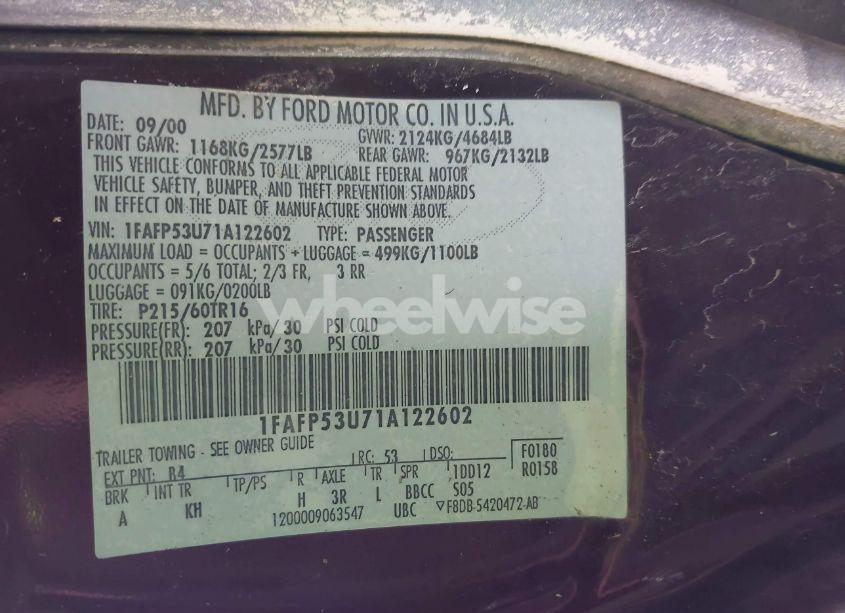 MFD. BY FORD MOTOR CO. IN U.S.A.
DATE: 09/00 GVWR: 2124KG/4684LB
FRONT GAWR: 1168KG/2577LB REAR GAWR: 967KG/2132LB
THIS VEHICLE CONFORMS TO ALL APPLICABLE FEDERAL MOTOR
VEHICLE SAFETY, BUMPER, AND THEFT PREVENTION STANDARDS
IN EFFECT ON THE DATE OF MANUFACTURE SHOWN ABOVE.
VIN: 1FAFP53U71A122602 TYPE: PASSENGER
MAXIMUM LOAD = OCCUPANTS + LUGGAGE = 499KG/1100LB
OCCUPANTS = 5/6 TOTAL; 2/3 FR, 3 RR
LUGGAGE = 091KG/0200LB
wheelwise
TIRE: P215/60TR16
PRESSURE(FR): 207 kPa/ 30 PSI COLD
PRESSURE(RR): 207 kPa/ 30 PSI COLD
1FAFP53U71A122602
TRAILER TOWING - SEE OWNER GUIDE
EXT PNT: B4 RC: 53 DSO: F0180
BRK INT TR TP/PS R AXLE TR SPR 1DD12 R0158
A KH H 3R L BBCC S05
1200009063547 UBC ▽F8DB-5420472-AB